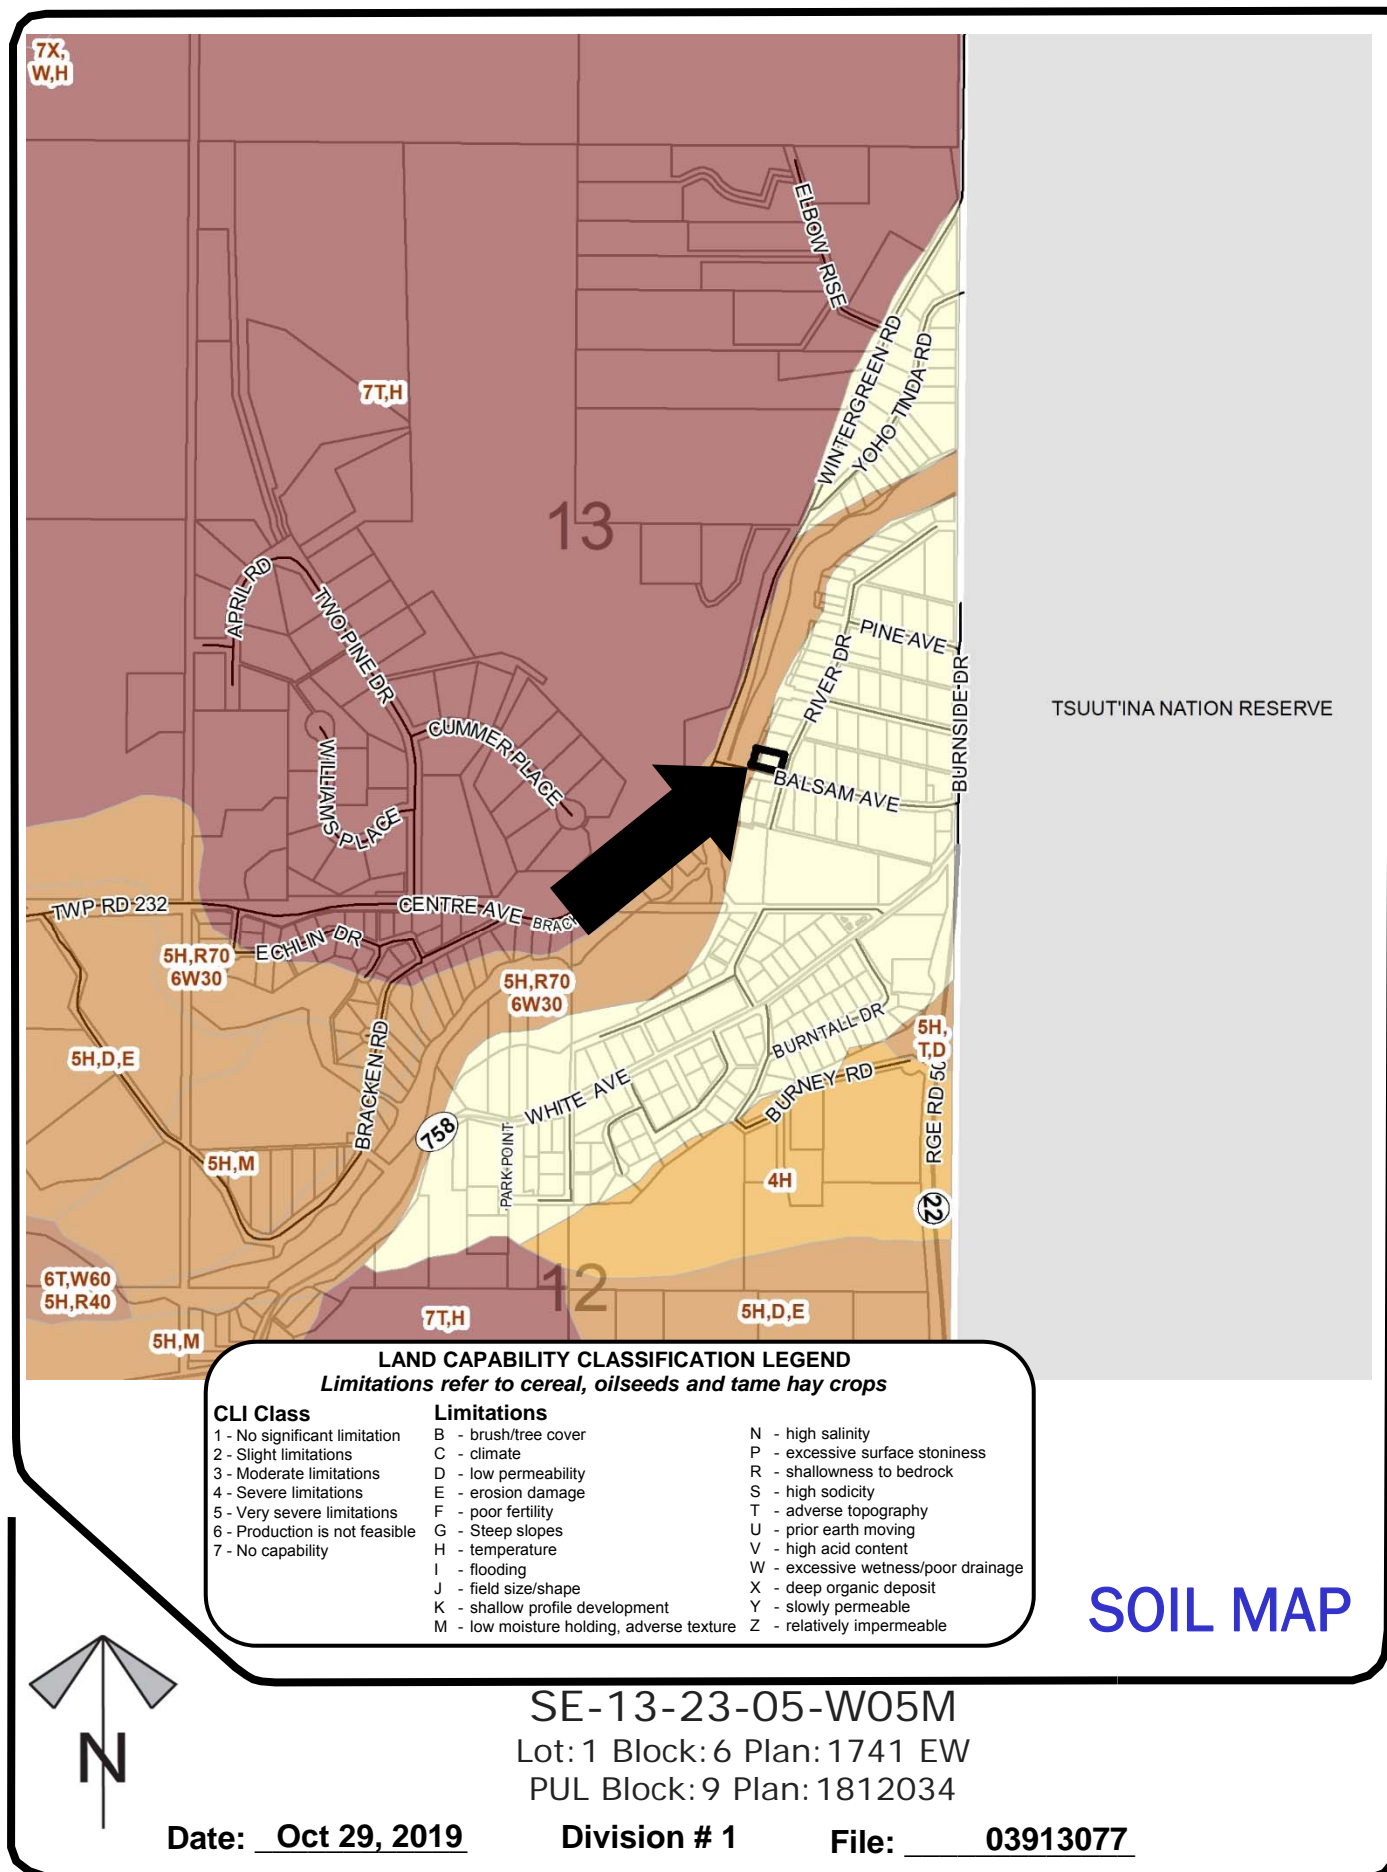 7X,
W,H
ELBOW RISE
WINTERGREEN RD
YOHO TINDA RD
7T,H
13
APRIL RD
TWO PINE DR
PINE AVE
RIVER DR
BURNSIDE DR
TSUUT'INA NATION RESERVE
CUMMER PLACE
WILLIAMS PLACE
BALSAM AVE
TWP RD 232
CENTRE AVE
ECHLIN DR
5H,R70
6W30
5H,R70
6W30
BRACKEN RD
5H,D,E
BURNTALL DR
5H,
T,D
WHITE AVE
BURNEY RD
RGE RD 50
758
5H,M
PARK POINT
4H
22
6T,W60
5H,R40
12
7T,H
5H,D,E
5H,M
LAND CAPABILITY CLASSIFICATION LEGEND
Limitations refer to cereal, oilseeds and tame hay crops
CLI Class
1 - No significant limitation
2 - Slight limitations
3 - Moderate limitations
4 - Severe limitations
5 - Very severe limitations
6 - Production is not feasible
7 - No capability
Limitations
B - brush/tree cover
C - climate
D - low permeability
E - erosion damage
F - poor fertility
G - Steep slopes
H - temperature
I - flooding
J - field size/shape
K - shallow profile development
M - low moisture holding, adverse texture
N - high salinity
P - excessive surface stoniness
R - shallowness to bedrock
S - high sodicity
T - adverse topography
U - prior earth moving
V - high acid content
W - excessive wetness/poor drainage
X - deep organic deposit
Y - slowly permeable
Z - relatively impermeable
SOIL MAP
N
SE-13-23-05-W05M
Lot:1 Block:6 Plan:1741 EW
PUL Block:9 Plan:1812034
Date: Oct 29, 2019 Division # 1 File: 03913077